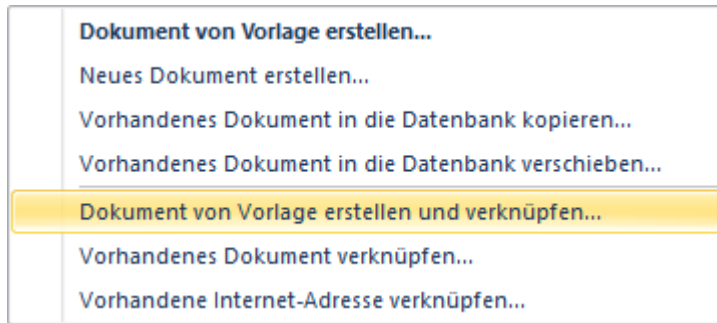 Dokument von Vorlage erstellen...
Neues Dokument erstellen...
Vorhandenes Dokument in die Datenbank kopieren...
Vorhandenes Dokument in die Datenbank verschieben...
Dokument von Vorlage erstellen und verknüpfen...
Vorhandenes Dokument verknüpfen...
Vorhandene Internet-Adresse verknüpfen...